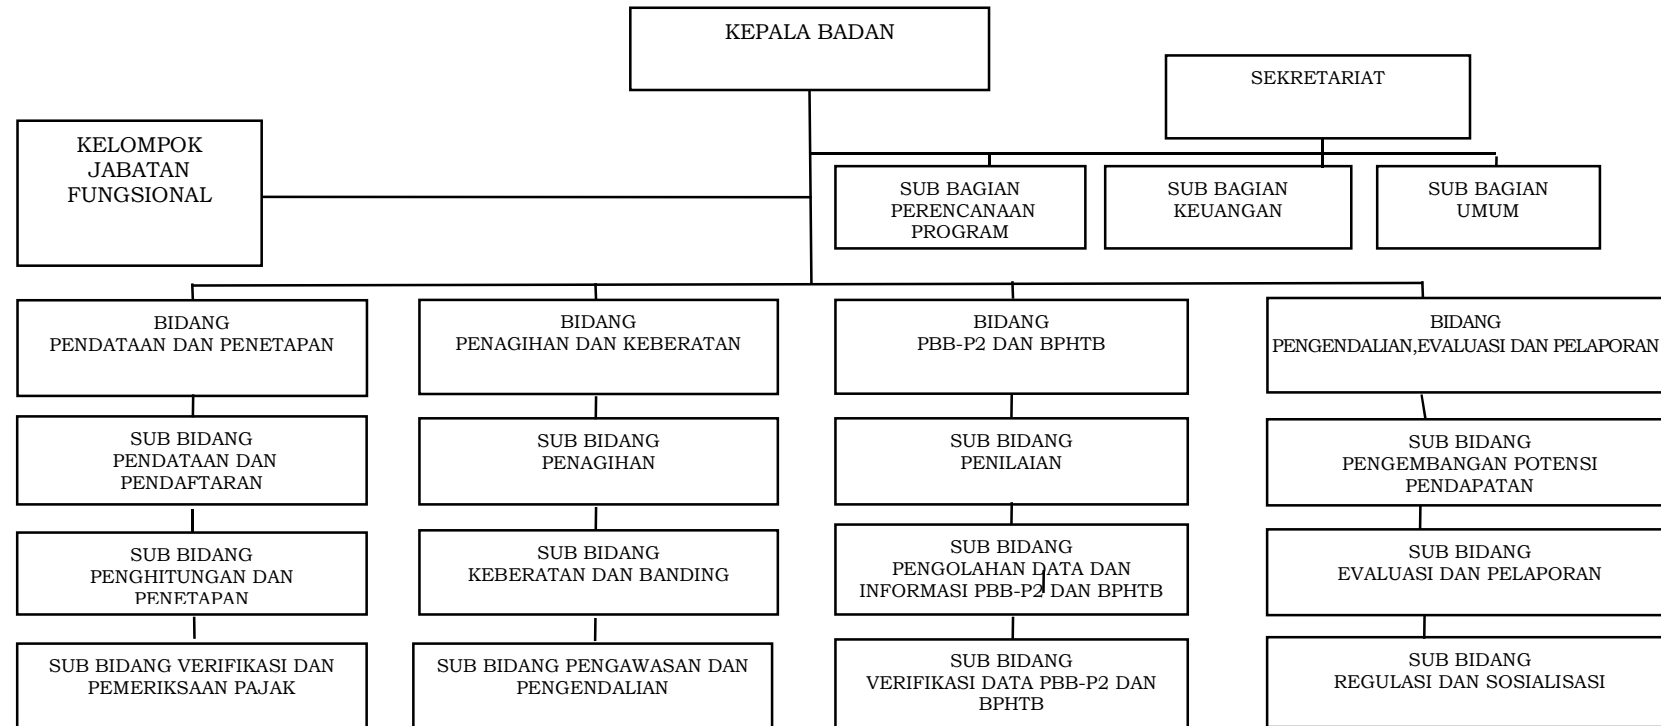 KEPALA BADAN
SEKRETARIAT
KELOMPOK
JABATAN
FUNGSIONAL
SUB BAGIAN
PERENCANAAN
PROGRAM
SUB BAGIAN
KEUANGAN
SUB BAGIAN
UMUM
BIDANG
PENDATAAN DAN PENETAPAN
BIDANG
PENAGIHAN DAN KEBERATAN
BIDANG
PBB-P2 DAN BPHTB
BIDANG
PENGENDALIAN,EVALUASI DAN PELAPORAN
SUB BIDANG
PENDATAAN DAN
PENDAFTARAN
SUB BIDANG
PENAGIHAN
SUB BIDANG
PENILAIAN
SUB BIDANG
PENGEMBANGAN POTENSI
PENDAPATAN
SUB BIDANG
PENGHITUNGAN DAN
PENETAPAN
SUB BIDANG
KEBERATAN DAN BANDING
SUB BIDANG
PENGOLAHAN DATA DAN
INFORMASI PBB-P2 DAN BPHTB
SUB BIDANG
EVALUASI DAN PELAPORAN
SUB BIDANG VERIFIKASI DAN
PEMERIKSAAN PAJAK
SUB BIDANG PENGAWASAN DAN
PENGENDALIAN
SUB BIDANG
VERIFIKASI DATA PBB-P2 DAN
BPHTB
SUB BIDANG
REGULASI DAN SOSIALISASI